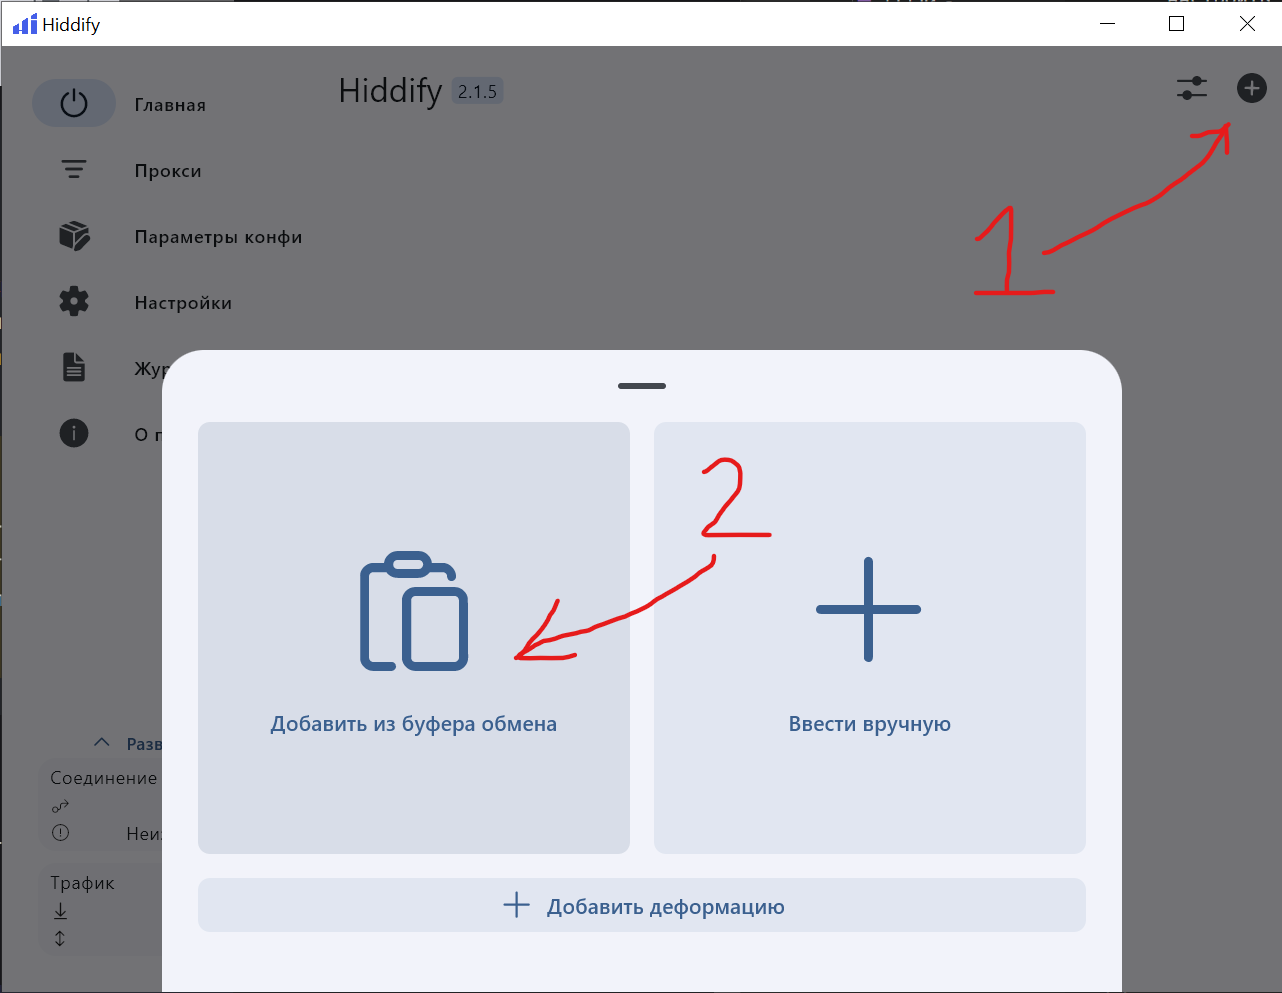 Hiddify
Главная
Hiddify 2.1.5
Прокси
Параметры конфи
1
Настройки
Жур
О п
2
Добавить из буфера обмена
Ввести вручную
Разв
Соединение
Неиз
Трафик
Добавить деформацию